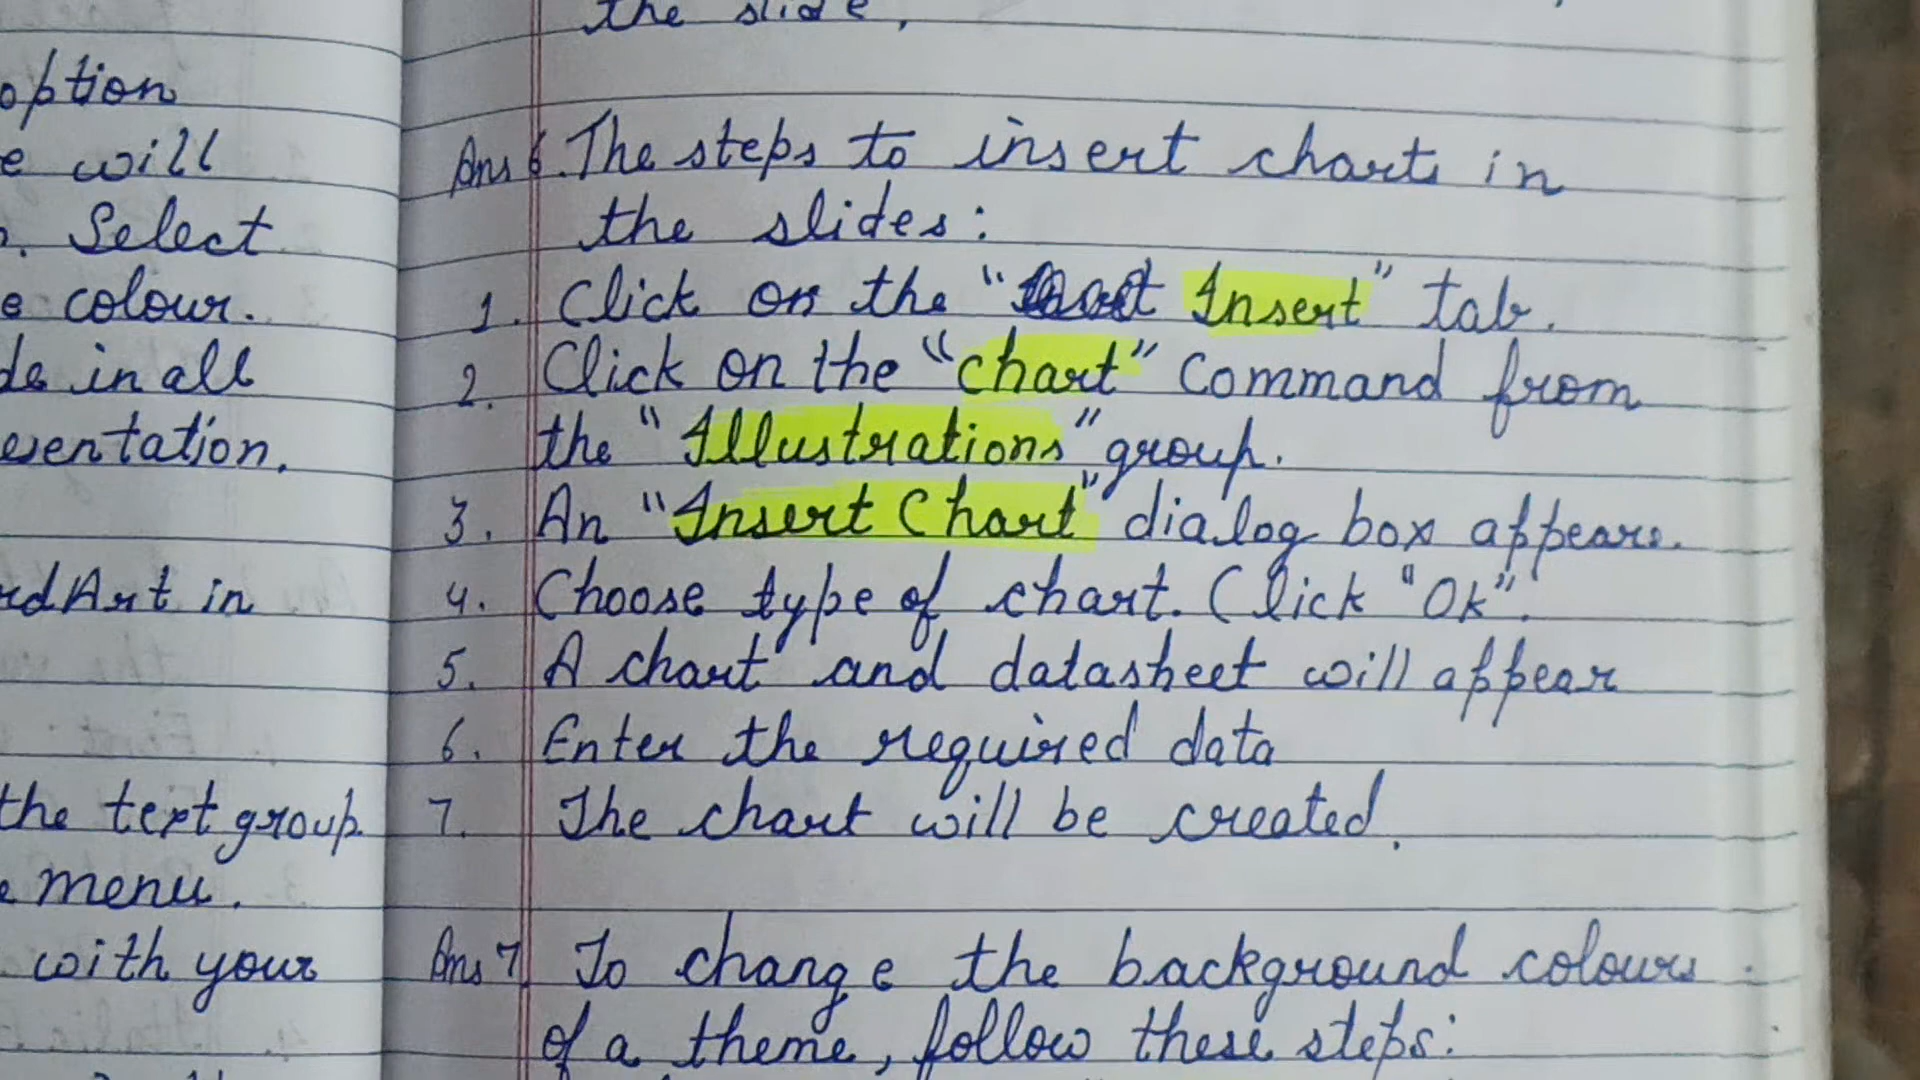 option
e will
. Select
e colour.
de in all
esentation.
rdArt in
the text group.
e menu.
with your
the slide,
Ans 6. The steps to insert charts in
the slides:
1. Click on the " Insert" tab.
2. Click on the "chart" Command from
the "Illustrations" group.
3. An "Insert Chart" dialog box appears.
4. Choose type of chart. Click "Ok".
5. A chart and datasheet will appear
6. Enter the required data
7. The chart will be created.
Ans 7. To change the background colours
of a theme, follow these steps: